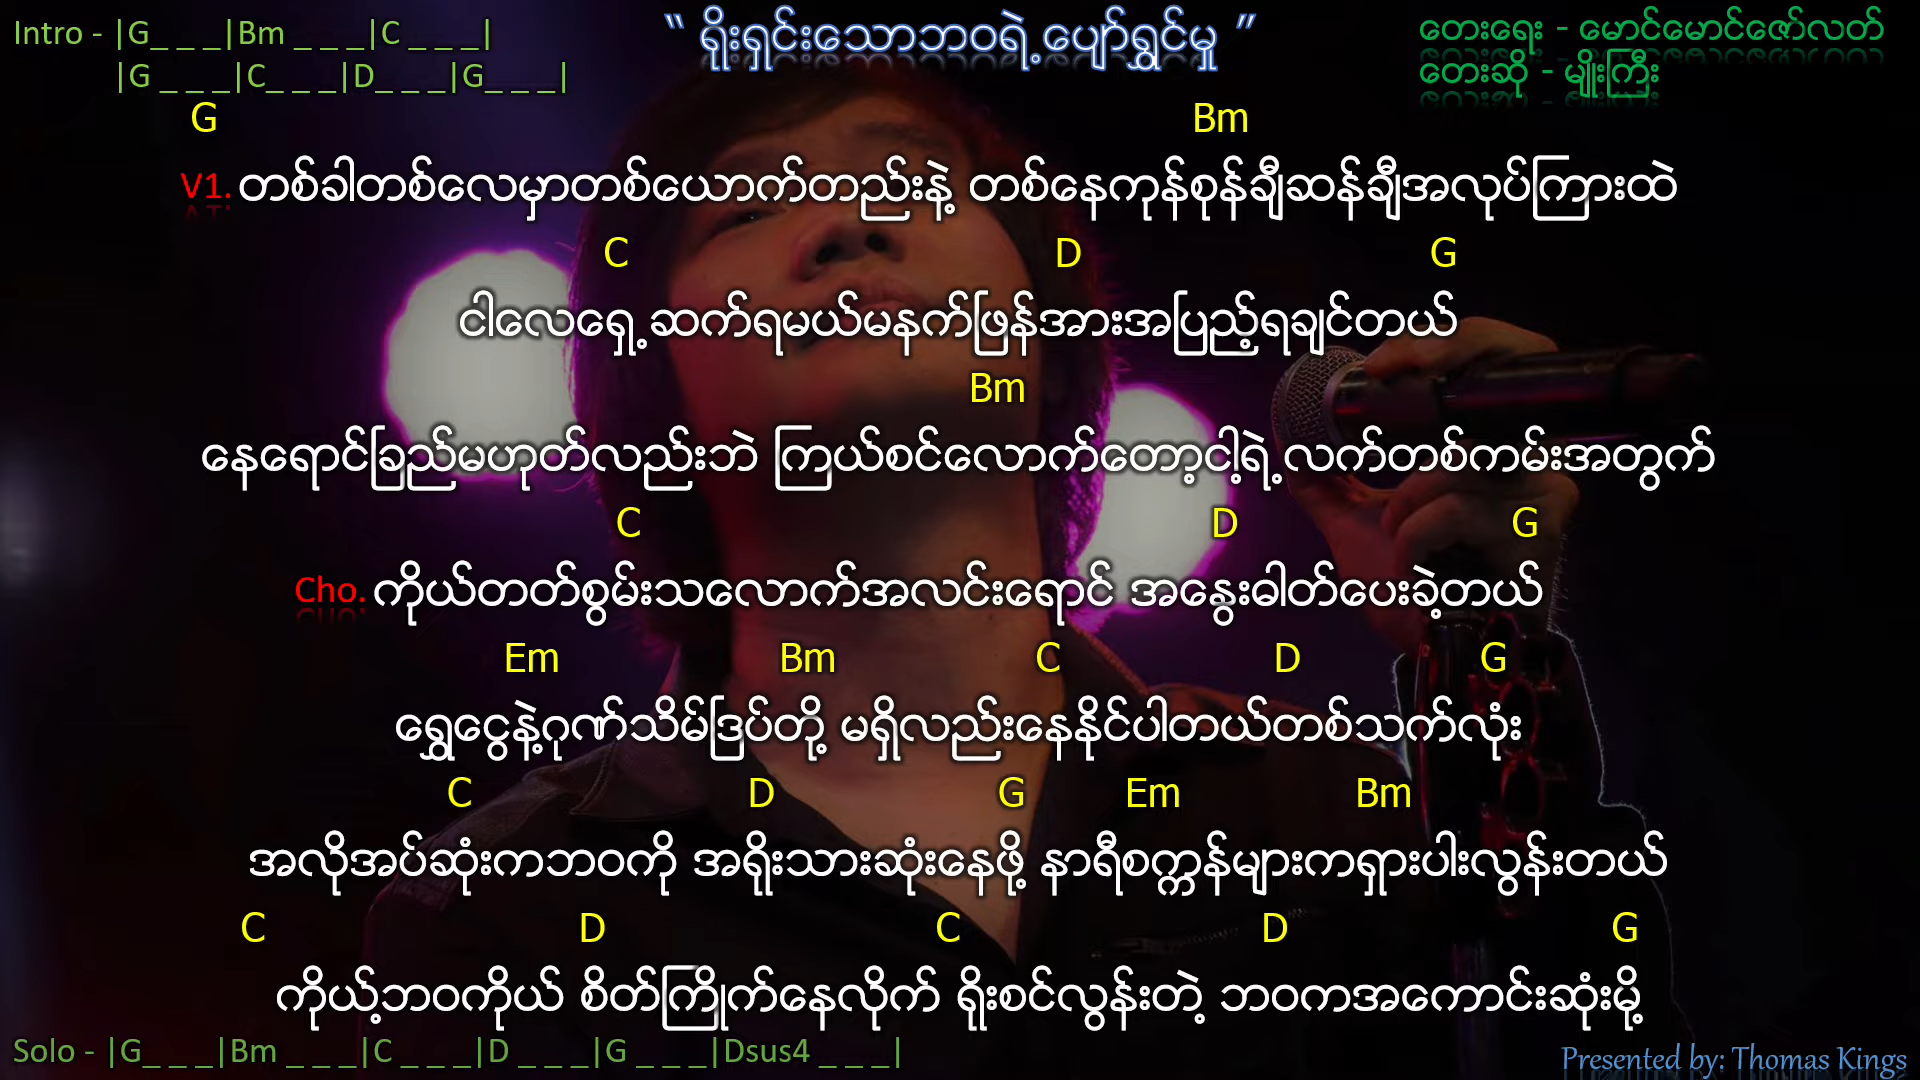 Intro - |G_ _ _|Bm _ _ _|C _ _ _|
|G _ _ _|C_ _ _|D_ _ _|G_ _ _|
“ ရိုးရှင်းသောဘဝရဲ့ပျော်ရွှင်မှု ”
တေးရေး - မောင်မောင်ဇော်လတ်
တေးဆို - မျိုးကြီး
G Bm
V1. တစ်ခါတစ်လေမှာတစ်ယောက်တည်းနဲ့ တစ်နေကုန်စုန်ချီဆန်ချီအလုပ်ကြားထဲ
C D G
ငါလေရှေ့ဆက်ရမယ်မနက်ဖြန်အားအပြည့်ရချင်တယ်
Bm
နေရောင်ခြည်မဟုတ်လည်းဘဲ ကြယ်စင်လောက်တော့ငါ့ရဲ့လက်တစ်ကမ်းအတွက်
C D G
Cho. ကိုယ်တတ်စွမ်းသလောက်အလင်းရောင် အနွေးဓါတ်ပေးခဲ့တယ်
Em Bm C D G
ရွှေငွေနဲ့ဂုဏ်သိမ်ဒြပ်တို့ မရှိလည်းနေနိုင်ပါတယ်တစ်သက်လုံး
C D G Em Bm
အလိုအပ်ဆုံးကဘဝကို အရိုးသားဆုံးနေဖို့ နာရီစက္ကန်များကရှားပါးလွန်းတယ်
C D C D G
ကိုယ့်ဘဝကိုယ် စိတ်ကြိုက်နေလိုက် ရိုးစင်လွန်းတဲ့ ဘဝကအကောင်းဆုံးမို့
Solo - |G_ _ _|Bm _ _ _|C _ _ _|D _ _ _|G _ _ _|Dsus4 _ _ _|
Presented by: Thomas Kings